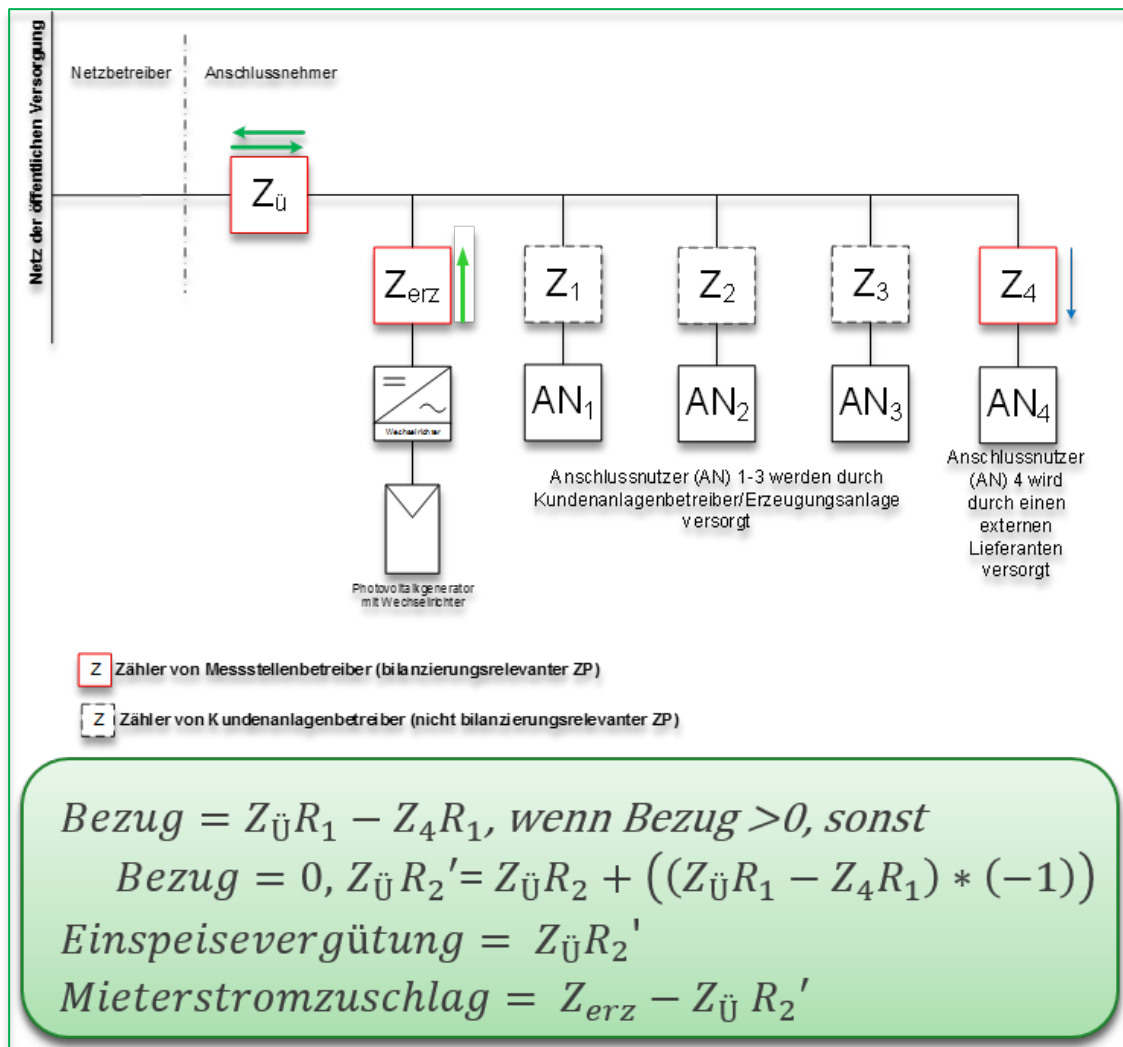 Netz der öffentlichen Versorgung
Netzbetreiber
Anschlussnehmer
Zü
Zerz
Z1
Z2
Z3
Z4
Wechselrichter
AN1
AN2
AN3
AN4
Anschlussnutzer (AN) 1-3 werden durch
Kundenanlagenbetreiber/Erzeugungsanlage
versorgt
Anschlussnutzer
(AN) 4 wird
durch einen
externen
Lieferanten
versorgt
Photovoltaikgenerator
mit Wechselrichter
Z Zähler von Messstellenbetreiber (bilanzierungsrelevanter ZP)
Z Zähler von Kundenanlagenbetreiber (nicht bilanzierungsrelevanter ZP)
Bezug = ZÜR1 − Z4R1, wenn Bezug >0, sonst
Bezug = 0, ZÜR2′= ZÜR2 + ((ZÜR1 − Z4R1) * (−1))
Einspeisevergütung = ZÜR2'
Mieterstromzuschlag = Zerz − ZÜ R2′